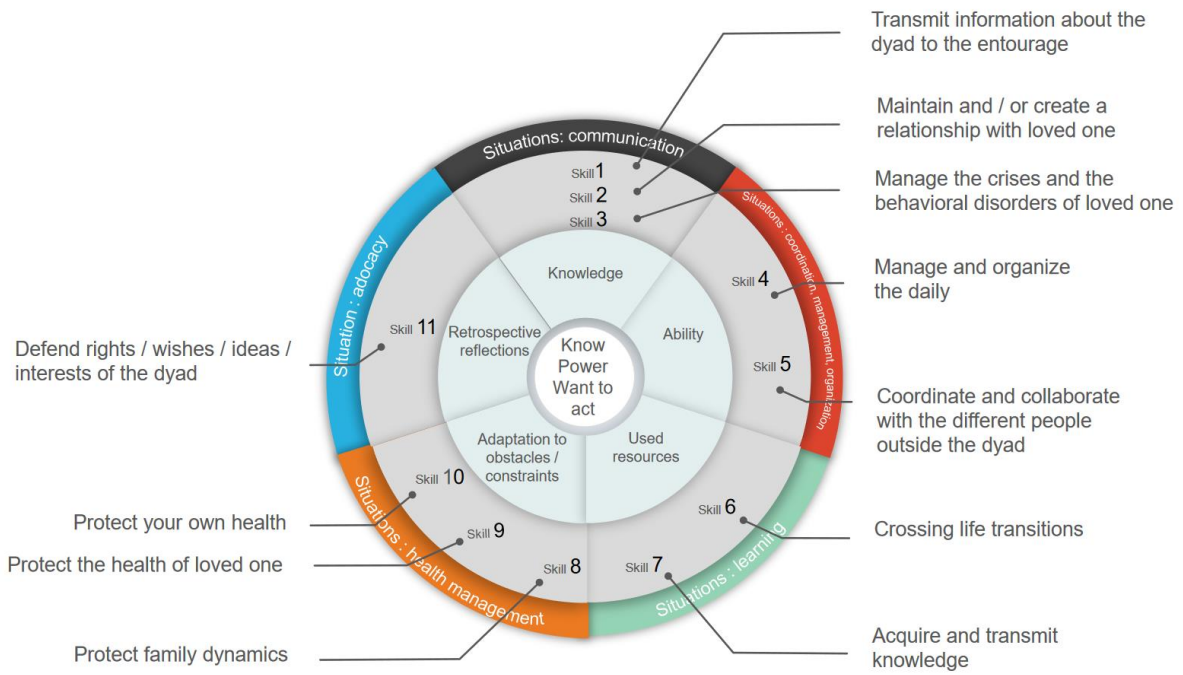 Transmit information about the
dyad to the entourage
Maintain and / or create a
relationship with loved one
Manage the crises and the
behavioral disorders of loved one
Manage and organize
the daily
Coordinate and collaborate
with the different people
outside the dyad
Crossing life transitions
Acquire and transmit
knowledge
Defend rights / wishes / ideas /
interests of the dyad
Protect your own health
Protect the health of loved one
Protect family dynamics
Situations: communication
Situations : coordination, management, organization
Situations : learning
Situations : health management
Situation : adocacy
Skill 1
Skill 2
Skill 3
Skill 4
Skill 5
Skill 6
Skill 7
Skill 8
Skill 9
Skill 10
Skill 11
Knowledge
Ability
Used
resources
Adaptation to
obstacles /
constraints
Retrospective
reflections
Know
Power
Want to
act